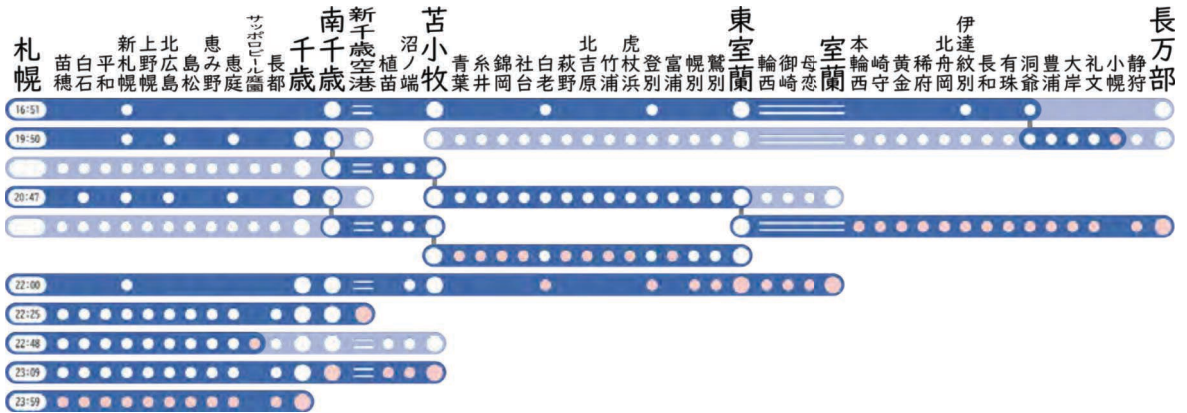 札幌
苗穂
白石
平和
新札幌
上野幌
北広島
島松
恵み野
恵庭
サッポロビール庭園
長都
千歳
南千歳
新千歳空港
植苗
沼ノ端
苫小牧
青葉
糸井
錦岡
社台
白老
萩野
北吉原
竹浦
虎杖浜
登別
富浦
幌別
鷲別
東室蘭
輪西
御崎
母恋
室蘭
本輪西
崎守
黄金
稀府
北舟岡
伊達紋別
長和
有珠
洞爺
豊浦
大岸
礼文
小幌
静狩
長万部
16:51
19:50
20:47
22:00
22:25
22:48
23:09
23:59